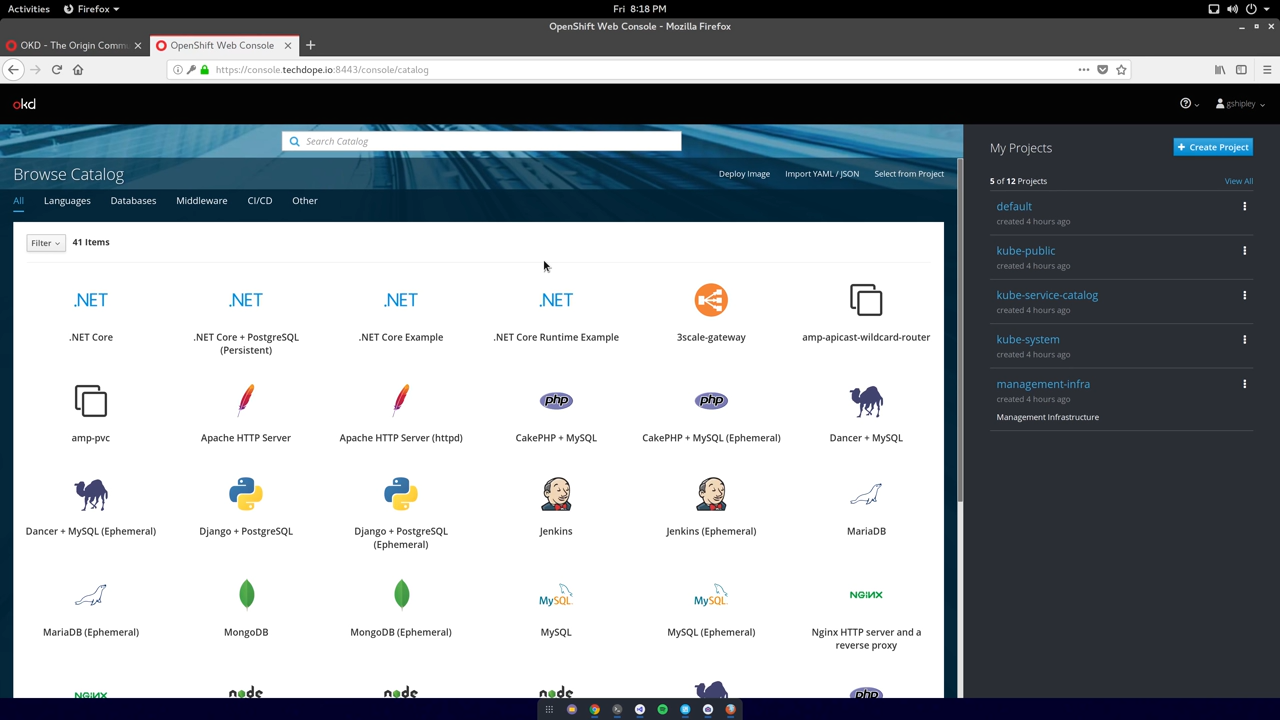 Activities
Firefox
Fri 8:18 PM
OpenShift Web Console - Mozilla Firefox
OKD - The Origin Comm
OpenShift Web Console
https://console.techdope.io:8443/console/catalog
okd
gshipley
Search Catalog
Browse Catalog
Deploy Image
Import YAML / JSON
Select from Project
All
Languages
Databases
Middleware
CI/CD
Other
Filter
41 Items
.NET
.NET
.NET
.NET
.NET Core
.NET Core + PostgreSQL
(Persistent)
.NET Core Example
.NET Core Runtime Example
3scale-gateway
amp-apicast-wildcard-router
php
php
amp-pvc
Apache HTTP Server
Apache HTTP Server (httpd)
CakePHP + MySQL
CakePHP + MySQL (Ephemeral)
Dancer + MySQL
Dancer + MySQL (Ephemeral)
Django + PostgreSQL
Django + PostgreSQL
(Ephemeral)
Jenkins
Jenkins (Ephemeral)
MariaDB
MySQL
MySQL
NGINX
MariaDB (Ephemeral)
MongoDB
MongoDB (Ephemeral)
MySQL
MySQL (Ephemeral)
Nginx HTTP server and a
reverse proxy
NGINX
node
node
node
php
My Projects
+ Create Project
5 of 12 Projects
View All
default
created 4 hours ago
kube-public
created 4 hours ago
kube-service-catalog
created 4 hours ago
kube-system
created 4 hours ago
management-infra
created 4 hours ago
Management Infrastructure